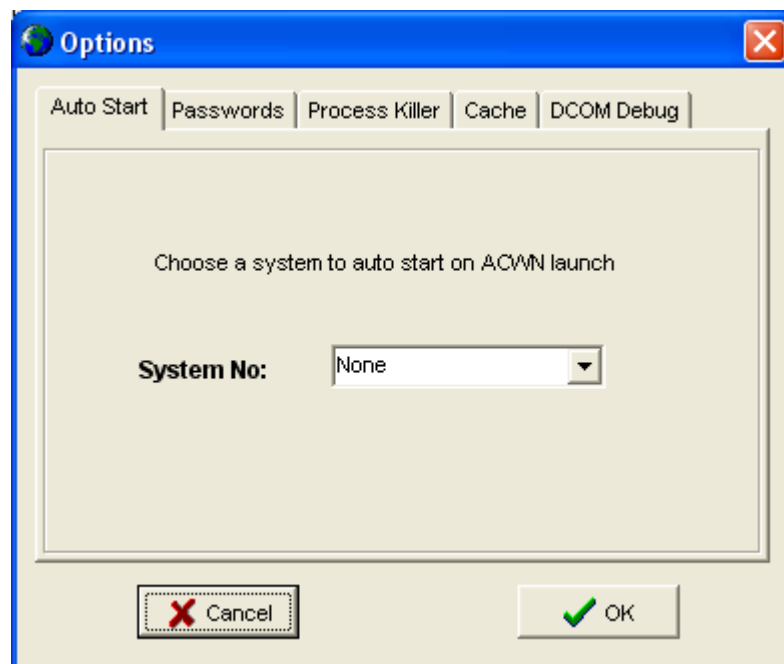 Options
Auto Start Passwords Process Killer Cache DCOM Debug
Choose a system to auto start on ACWN launch
System No: None
Cancel OK